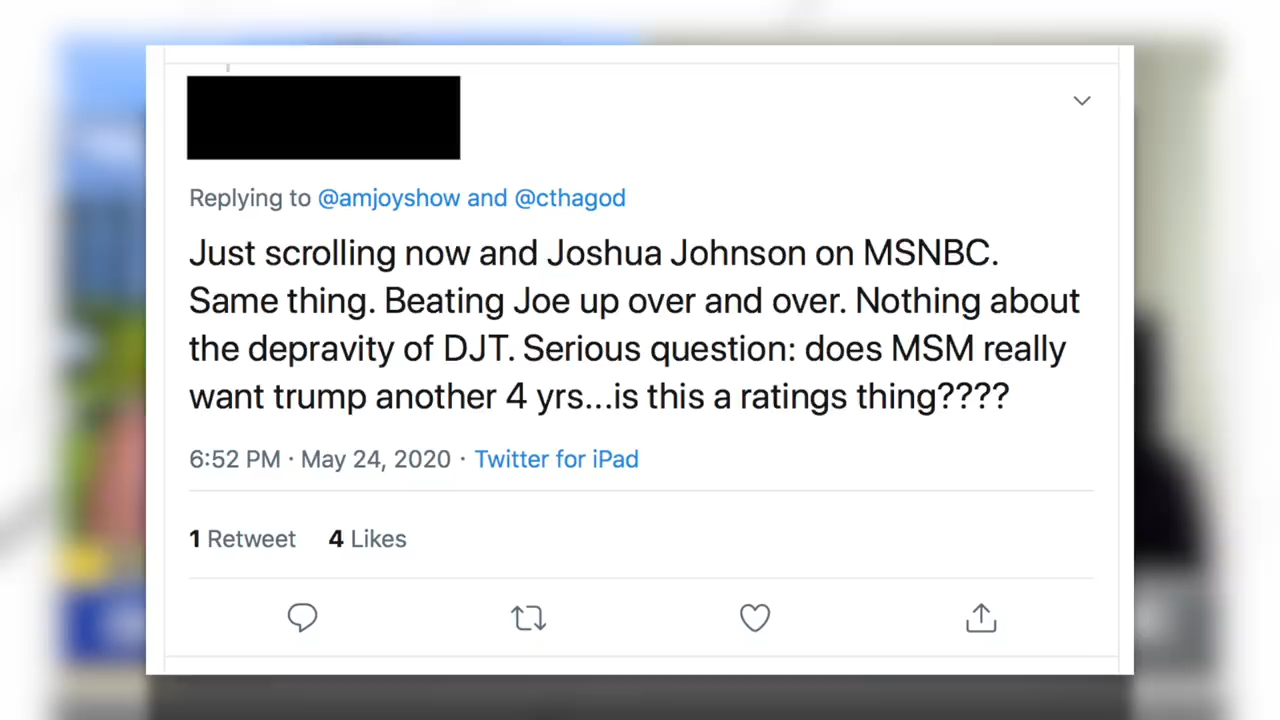 Replying to @amjoyshow and @cthagod
Just scrolling now and Joshua Johnson on MSNBC.
Same thing. Beating Joe up over and over. Nothing about
the depravity of DJT. Serious question: does MSM really
want trump another 4 yrs...is this a ratings thing????
6:52 PM · May 24, 2020 · Twitter for iPad
1 Retweet 4 Likes